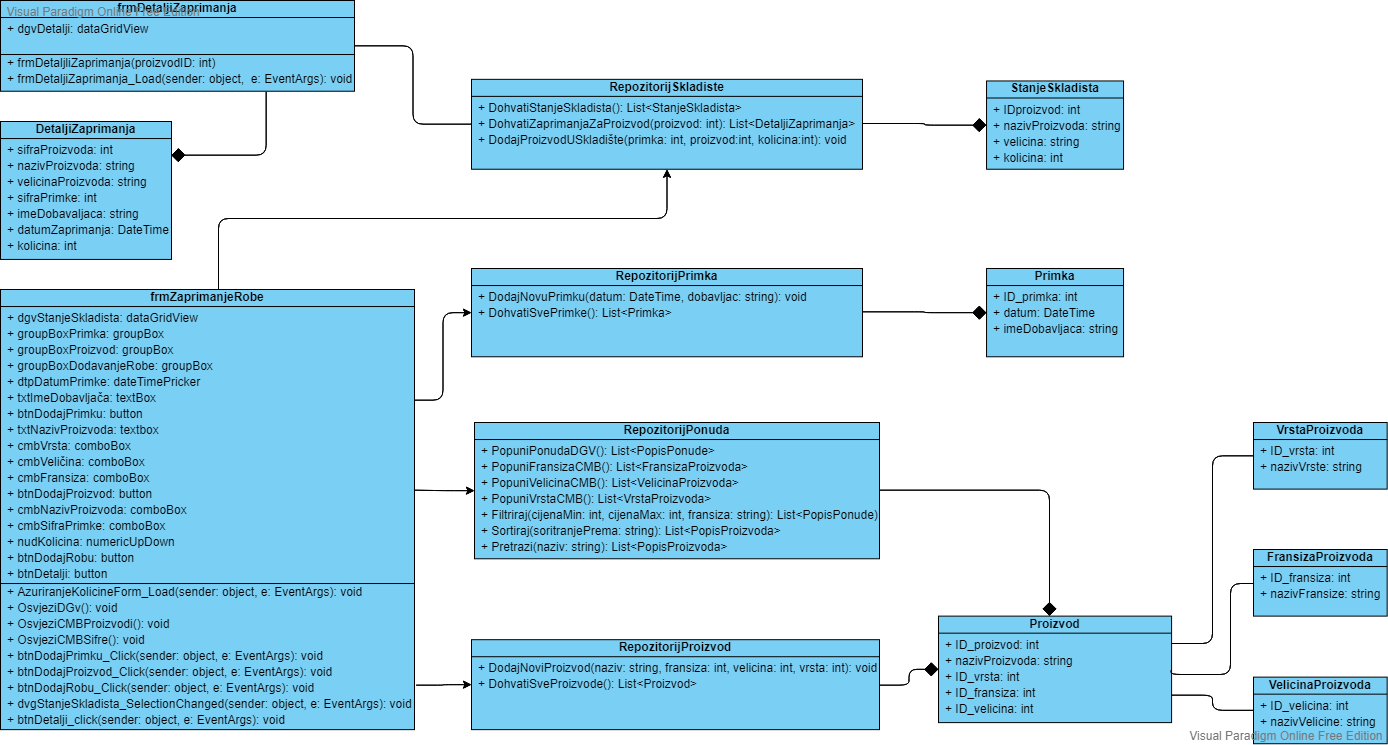 Visual Paradigm Online Free Edition
frmDetaljiZaprimanja
+ dgvDetalji: dataGridView
+ frmDetaljliZaprimanja(proizvodID: int)
+ frmDetaljiZaprimanja_Load(sender: object, e: EventArgs): void
DetaljiZaprimanja
+ sifraProizvoda: int
+ nazivProizvoda: string
+ velicinaProizvoda: string
+ sifraPrimke: int
+ imeDobavaljaca: string
+ datumZaprimanja: DateTime
+ kolicina: int
RepozitorijSkladiste
+ DohvatiStanjeSkladista(): List<StanjeSkladista>
+ DohvatiZaprimanjaZaProizvod(proizvod: int): List<DetaljiZaprimanja>
+ DodajProizvodUSkladište(primka: int, proizvod:int, kolicina:int): void
StanjeSkladista
+ IDproizvod: int
+ nazivProizvoda: string
+ velicina: string
+ kolicina: int
frmZaprimanjeRobe
+ dgvStanjeSkladista: dataGridView
+ groupBoxPrimka: groupBox
+ groupBoxProizvod: groupBox
+ groupBoxDodavanjeRobe: groupBox
+ dtpDatumPrimke: dateTimePricker
+ txtImeDobavljača: textBox
+ btnDodajPrimku: button
+ txtNazivProizvoda: textbox
+ cmbVrsta: comboBox
+ cmbVeličina: comboBox
+ cmbFransiza: comboBox
+ btnDodajProizvod: button
+ cmbNazivProizvoda: comboBox
+ cmbSifraPrimke: comboBox
+ nudKolicina: numericUpDown
+ btnDodajRobu: button
+ btnDetalji: button
+ AzuriranjeKolicineForm_Load(sender: object, e: EventArgs): void
+ OsvjeziDGv(): void
+ OsvjeziCMBProizvodi(): void
+ OsvjeziCMBSifre(): void
+ btnDodajPrimku_Click(sender: object, e: EventArgs): void
+ btnDodajProizvod_Click(sender: object, e: EventArgs): void
+ btnDodajRobu_Click(sender: object, e: EventArgs): void
+ dvgStanjeSkladista_SelectionChanged(sender: object, e: EventArgs): void
+ btnDetalji_click(sender: object, e: EventArgs): void
RepozitorijPrimka
+ DodajNovuPrimku(datum: DateTime, dobavljac: string): void
+ DohvatiSvePrimke(): List<Primka>
Primka
+ ID_primka: int
+ datum: DateTime
+ imeDobavljaca: string
RepozitorijPonuda
+ PopuniPonudaDGV(): List<PopisPonude>
+ PopuniFransizaCMB(): List<FransizaProizvoda>
+ PopuniVelicinaCMB(): List<VelicinaProizvoda>
+ PopuniVrstaCMB(): List<VrstaProizvoda>
+ Filtriraj(cijenaMin: int, cijenaMax: int, fransiza: string): List<PopisPonude>
+ Sortiraj(soritranjePrema: string): List<PopisProizvoda>
+ Pretrazi(naziv: string): List<PopisProizvoda>
RepozitorijProizvod
+ DodajNoviProizvod(naziv: string, fransiza: int, velicina: int, vrsta: int): void
+ DohvatiSveProizvode(): List<Proizvod>
Proizvod
+ ID_proizvod: int
+ nazivProizvoda: string
+ ID_vrsta: int
+ ID_fransiza: int
+ ID_velicina: int
VrstaProizvoda
+ ID_vrsta: int
+ nazivVrste: string
FransizaProizvoda
+ ID_fransiza: int
+ nazivFransize: string
VelicinaProizvoda
+ ID_velicina: int
+ nazivVelicine: string
Visual Paradigm Online Free Edition